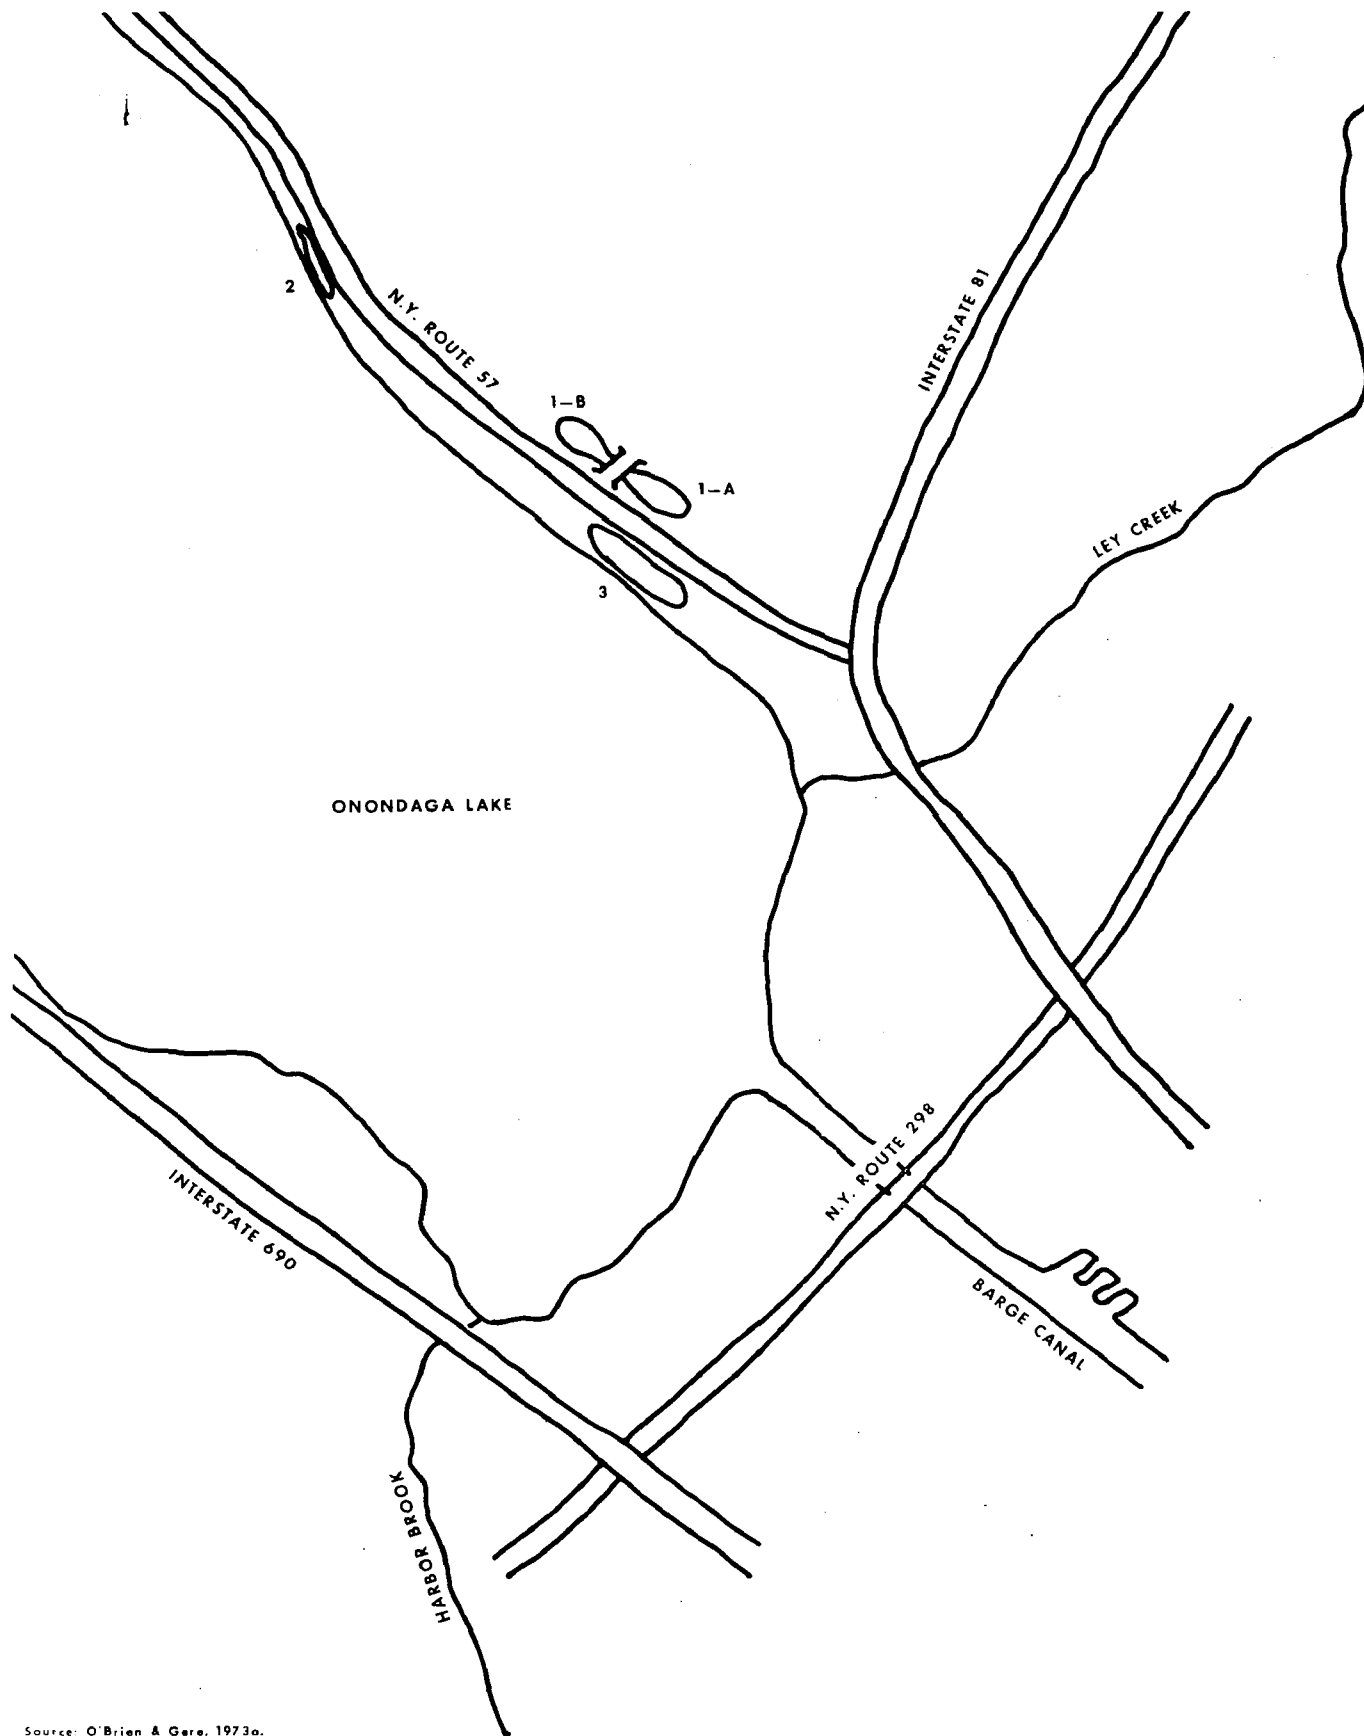 INTERSTATE 81
2
N.Y. ROUTE 57
1–B
1–A
LEY CREEK
3
ONONDAGA LAKE
N.Y. ROUTE 298
INTERSTATE 690
BARGE CANAL
HARBOR BROOK
Source: O'Brien & Gere, 1973a.